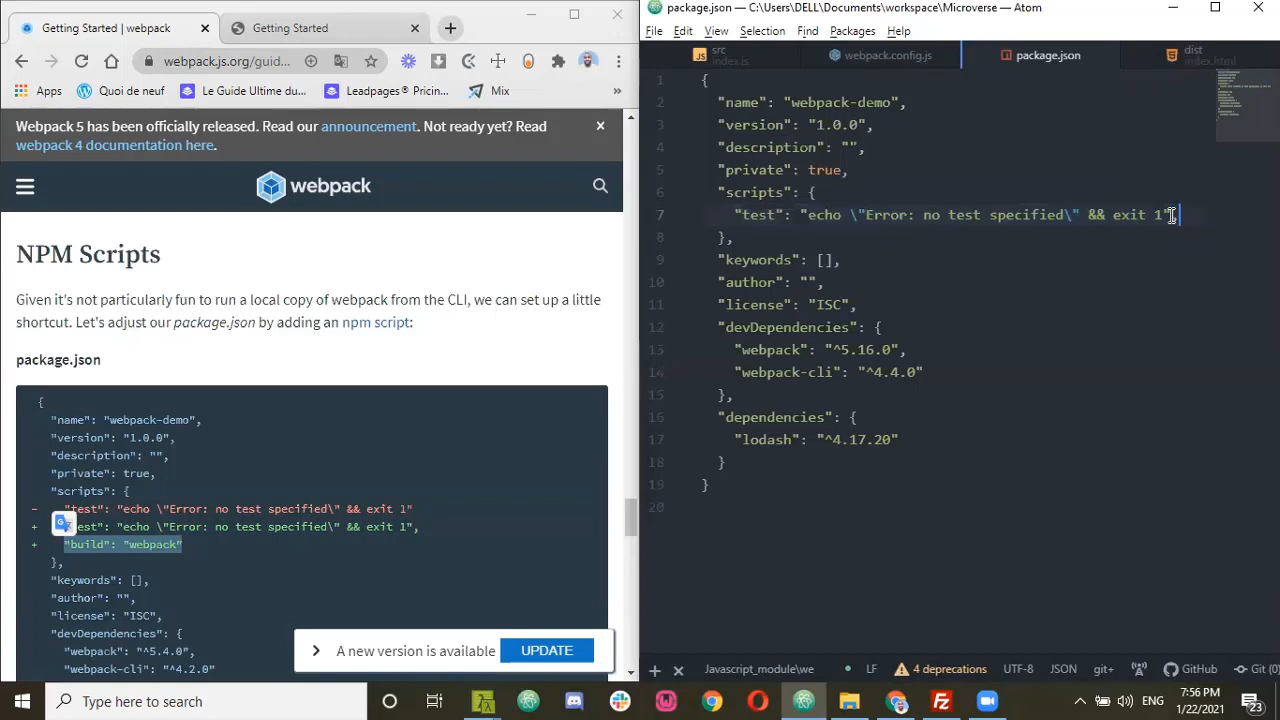 Getting Started | webpack
Getting Started
webpack.js.org/guid...
Apps
Quoi de neuf
Le Guide Ultime du...
Leadpages® | Pricin...
Mix
»
Webpack 5 has been officially released. Read our announcement. Not ready yet? Read
webpack 4 documentation here.
webpack
NPM Scripts
Given it's not particularly fun to run a local copy of webpack from the CLI, we can set up a little
shortcut. Let's adjust our package.json by adding an npm script:
package.json
{
"name": "webpack-demo",
"version": "1.0.0",
"description": "",
"private": true,
"scripts": {
- "test": "echo \"Error: no test specified\" && exit 1"
+ test": "echo \"Error: no test specified\" && exit 1",
+ "build": "webpack"
},
"keywords": [],
"author": "",
"license": "ISC",
"devDependencies": {
"webpack": "^5.4.0",
"webpack-cli": "^4.2.0"
A new version is available UPDATE
package.json — C:\Users\DELL\Documents\workspace\Microverse — Atom
File Edit View Selection Find Packages Help
src
index.js
webpack.config.js
package.json
dist
index.html
1 {
2 "name": "webpack-demo",
3 "version": "1.0.0",
4 "description": "",
5 "private": true,
6 "scripts": {
7 "test": "echo \"Error: no test specified\" && exit 1",
8 },
9 "keywords": [],
10 "author": "",
11 "license": "ISC",
12 "devDependencies": {
13 "webpack": "^5.16.0",
14 "webpack-cli": "^4.4.0"
15 },
16 "dependencies": {
17 "lodash": "^4.17.20"
18 }
19 }
20
Javascript_module\we
LF
4 deprecations
UTF-8
JSON
git+
GitHub
Git (0)
Type here to search
ENG
7:56 PM
1/22/2021
23